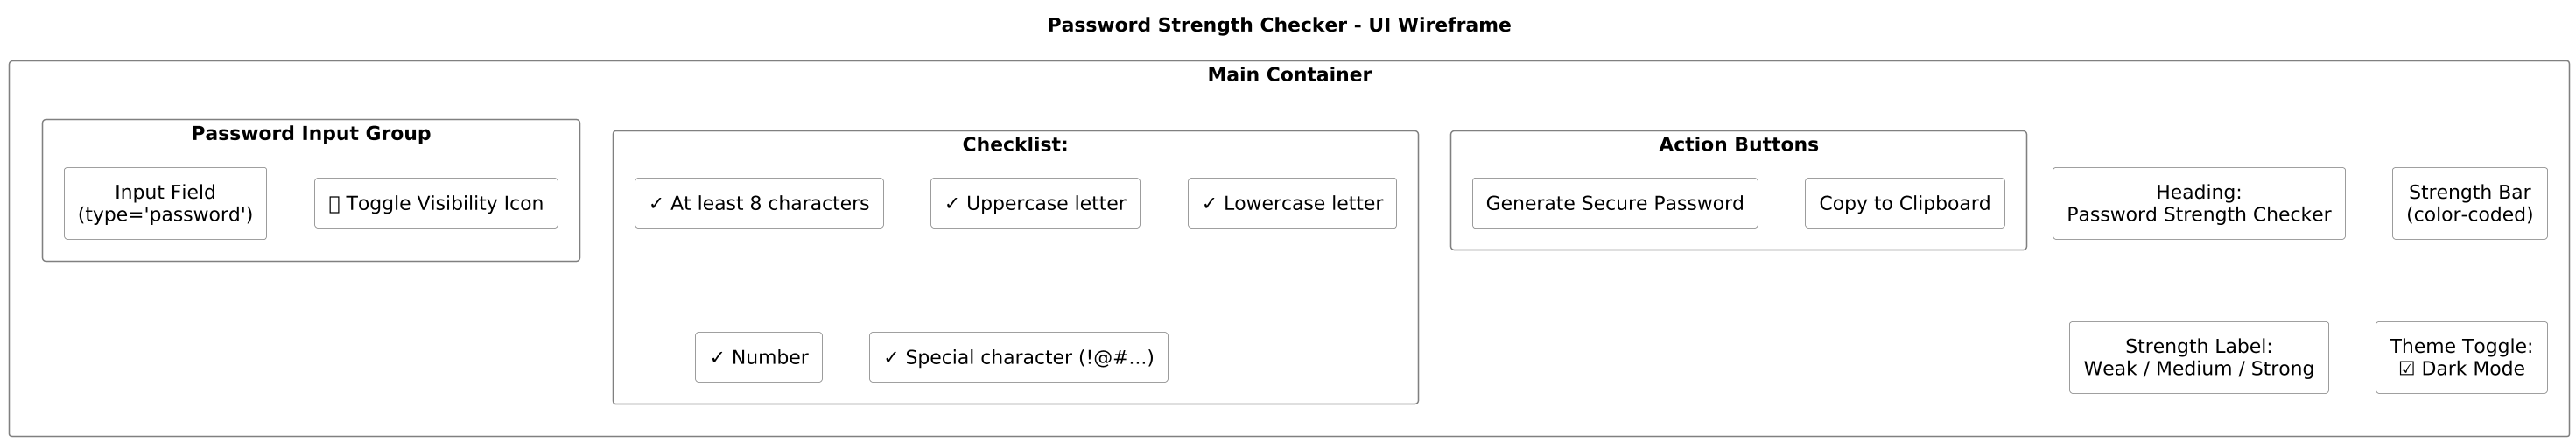 Password Strength Checker - UI Wireframe
Main Container
Password Input Group
Input Field
(type='password')
Toggle Visibility Icon
Checklist:
✓ At least 8 characters
✓ Uppercase letter
✓ Lowercase letter
✓ Number
✓ Special character (!@#...)
Action Buttons
Generate Secure Password
Copy to Clipboard
Heading:
Password Strength Checker
Strength Bar
(color-coded)
Strength Label:
Weak / Medium / Strong
Theme Toggle:
☑ Dark Mode